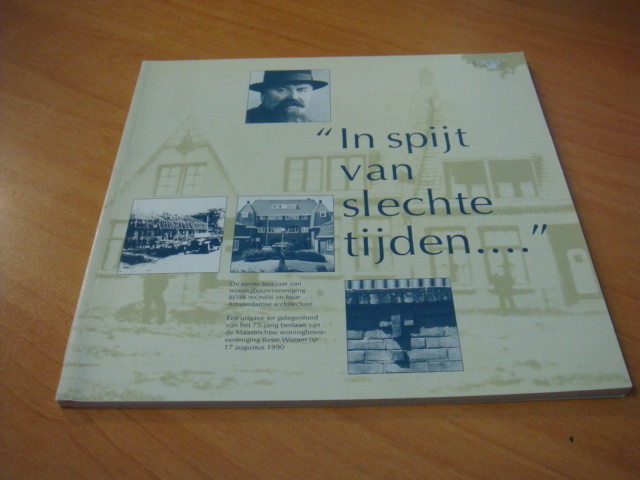 “In spijt
van
slechte
tijden....”
De eerste tien jaar van
woningbouwvereniging
BETER WONEN en haar
Amsterdamse architectuur
Een uitgave ter gelegenheid
van het 75-jarig bestaan van
de Maastrichtse woningbouw-
vereniging Beter Wonen op
17 augustus 1990